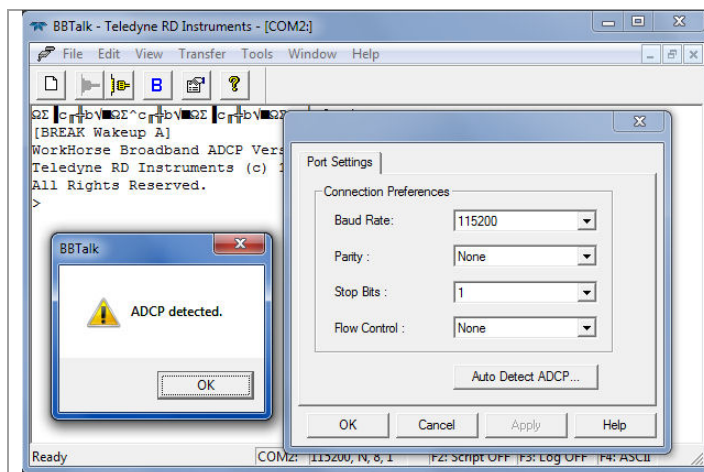 BBTalk - Teledyne RD Instruments - [COM2:]
File Edit View Transfer Tools Window Help
B
[BREAK Wakeup A]
WorkHorse Broadband ADCP Vers
Teledyne RD Instruments (c) 1
All Rights Reserved.
>
BBTalk
ADCP detected.
OK
Port Settings
Connection Preferences
Baud Rate: 115200
Parity : None
Stop Bits : 1
Flow Control : None
Auto Detect ADCP...
OK Cancel Apply Help
Ready COM2: 115200, N, 8, 1 F2: Script OFF F3: Log OFF F4: ASCII